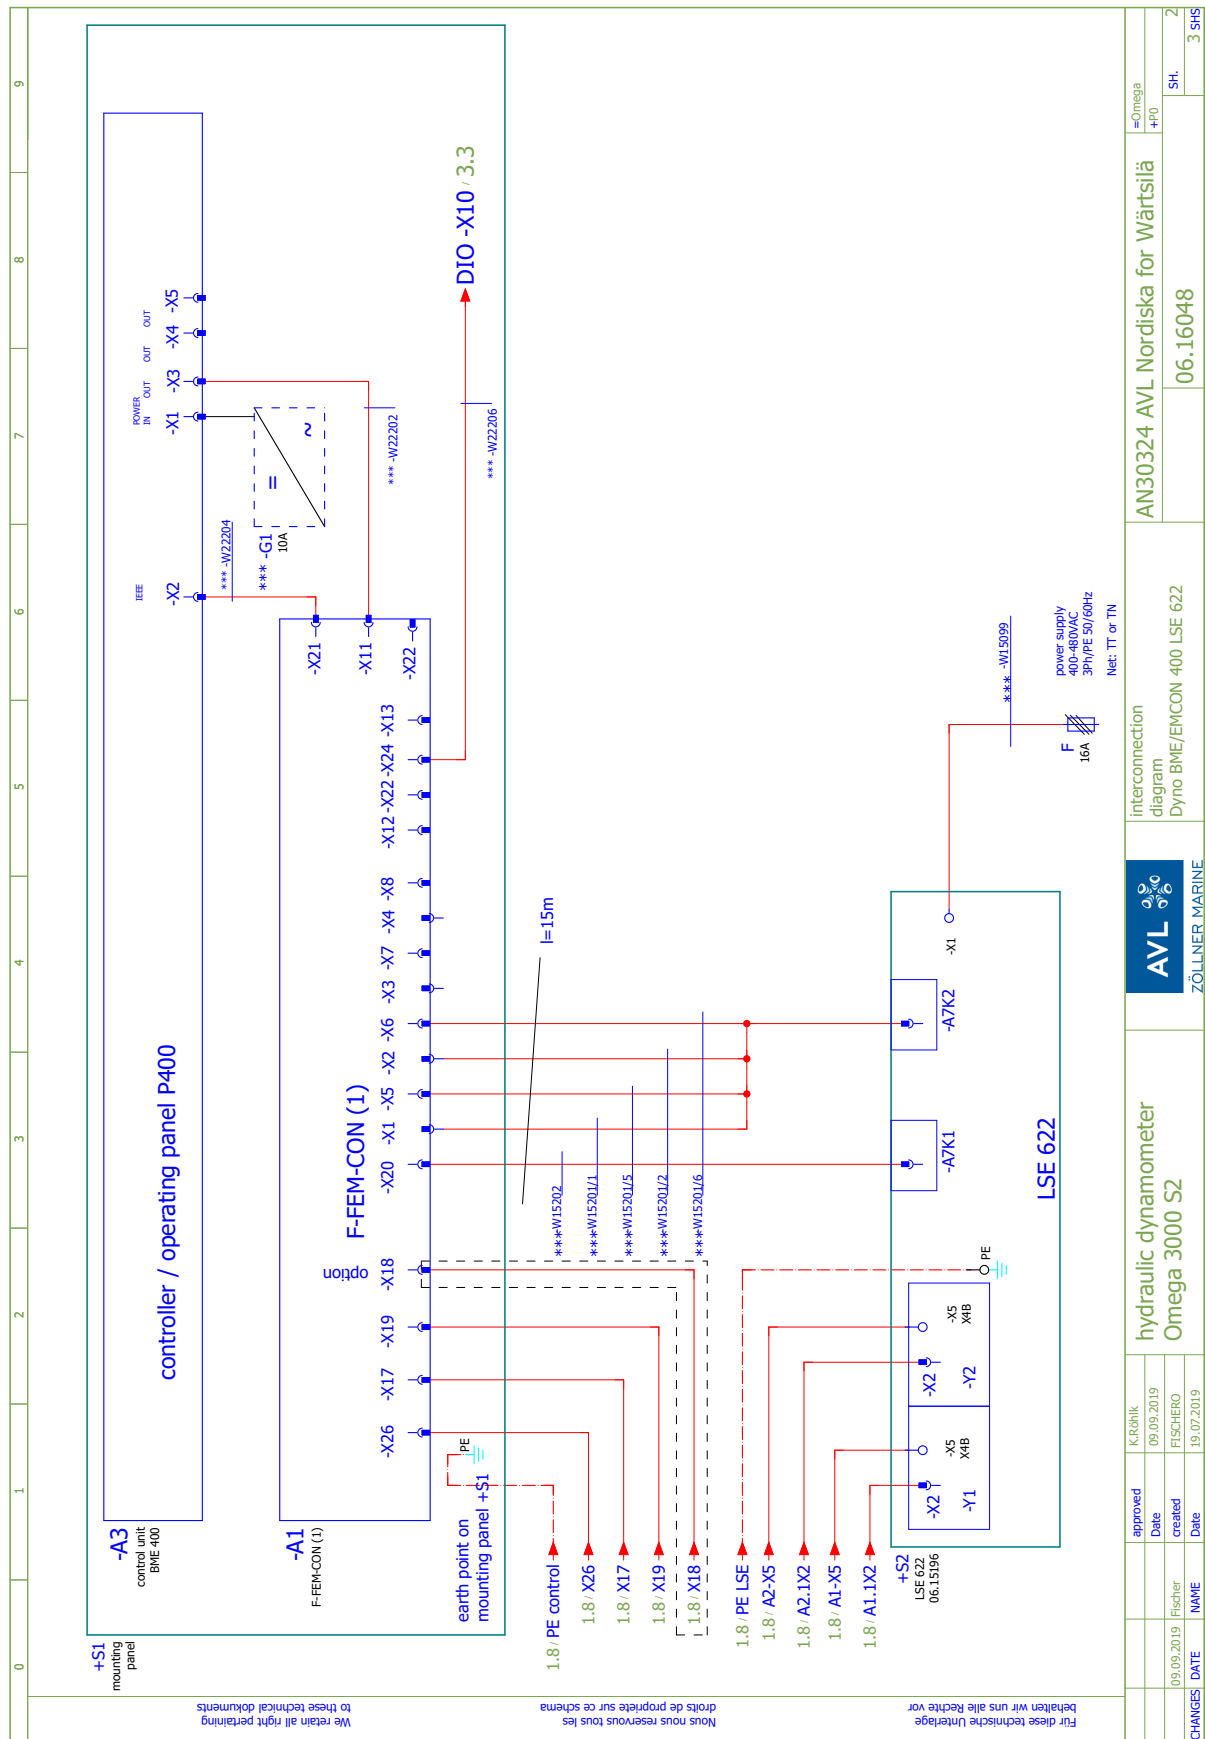 0
1
2
3
4
5
6
7
8
9
+S1
mounting
panel
-A3
control unit
BME 400
controller / operating panel P400
IEEE
-X2
POWER
IN
OUT
OUT
OUT
-X1
-X3
-X4
-X5
*** -W22204
*** -G1
10A
=
~
*** -W22202
*** -W22206
DIO -X10 / 3.3
-A1
F-FEM-CON (1)
F-FEM-CON (1)
-X21
-X11
-X22
option
-X26
-X17
-X19
-X18
-X20
-X1
-X5
-X2
-X6
-X3
-X7
-X4
-X8
-X12
-X22
-X24
-X13
PE
earth point on
mounting panel +S1
l=15m
***-W15202
***-W15201/1
***-W15201/5
***-W15201/2
***-W15201/6
1.8 / PE control
1.8 / X26
1.8 / X17
1.8 / X19
1.8 / X18
1.8 / PE LSE
1.8 / A2-X5
1.8 / A2.1X2
1.8 / A1-X5
1.8 / A1.1X2
+S2
LSE 622
06.15196
-X2
-Y1
-X5
X4B
-X2
-Y2
-X5
X4B
PE
LSE 622
-A7K1
-A7K2
-X1
*** -W15099
F
16A
power supply
400-480VAC
3Ph/PE 50/60Hz
Net: TT or TN
We retain all right pertaining
to these technical dokuments
Nous nous reservons tous les
droits de propriete sur ce schema
Für diese technische Unterlage
behalten wir uns alle Rechte vor
09.09.2019
Fischer
CHANGES
DATE
NAME
approved
K.Röhlk
Date
09.09.2019
created
FISCHERO
Date
19.07.2019
hydraulic dynamometer
Omega 3000 S2
AVL
ZÖLLNER MARINE
interconnection
diagram
Dyno BME/EMCON 400 LSE 622
AN30324 AVL Nordiska for Wärtsilä
06.16048
=Omega
+P0
SH.
2
3 SHS